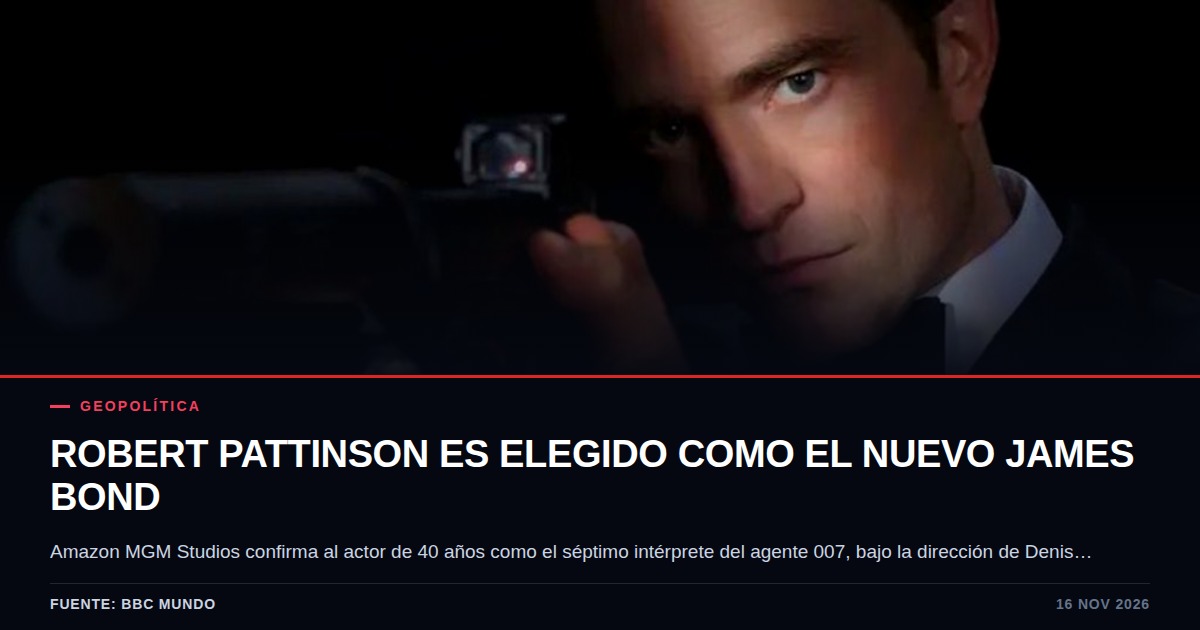 GEOPOLÍTICA
ROBERT PATTINSON ES ELEGIDO COMO EL NUEVO JAMES
BOND
Amazon MGM Studios confirma al actor de 40 años como el séptimo intérprete del agente 007, bajo la dirección de Denis…
FUENTE: BBC MUNDO
16 NOV 2026